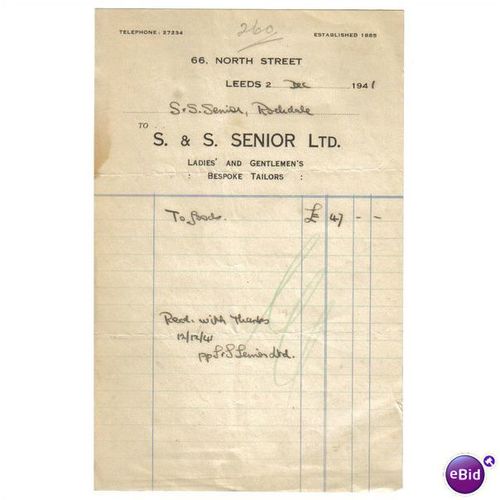 260
TELEPHONE: 27234 ESTABLISHED 1885
66, NORTH STREET
LEEDS 2 Dec 1941
S. & S. Senior, Rochdale
TO
S. & S. SENIOR LTD.
LADIES' AND GENTLEMEN'S
: BESPOKE TAILORS :
To Goods. £ 47 - -
Recd. with Thanks
12/12/41
pp S & S Senior Ltd.
eBid